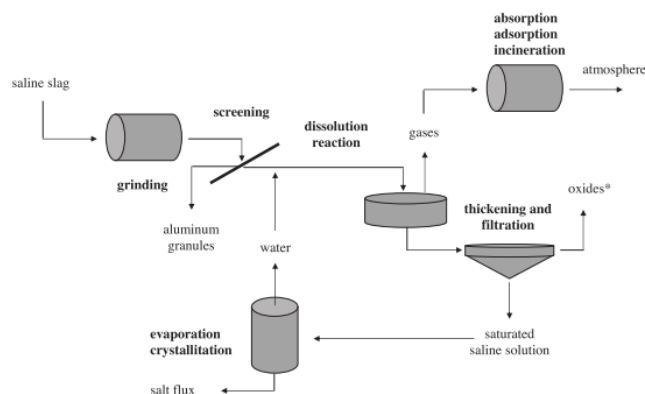 absorption
adsorption
incineration
atmosphere
saline slag
screening
dissolution
reaction
gases
grinding
thickening and
filtration
oxides*
aluminum
granules
water
evaporation
crystallitation
saturated
saline solution
salt flux